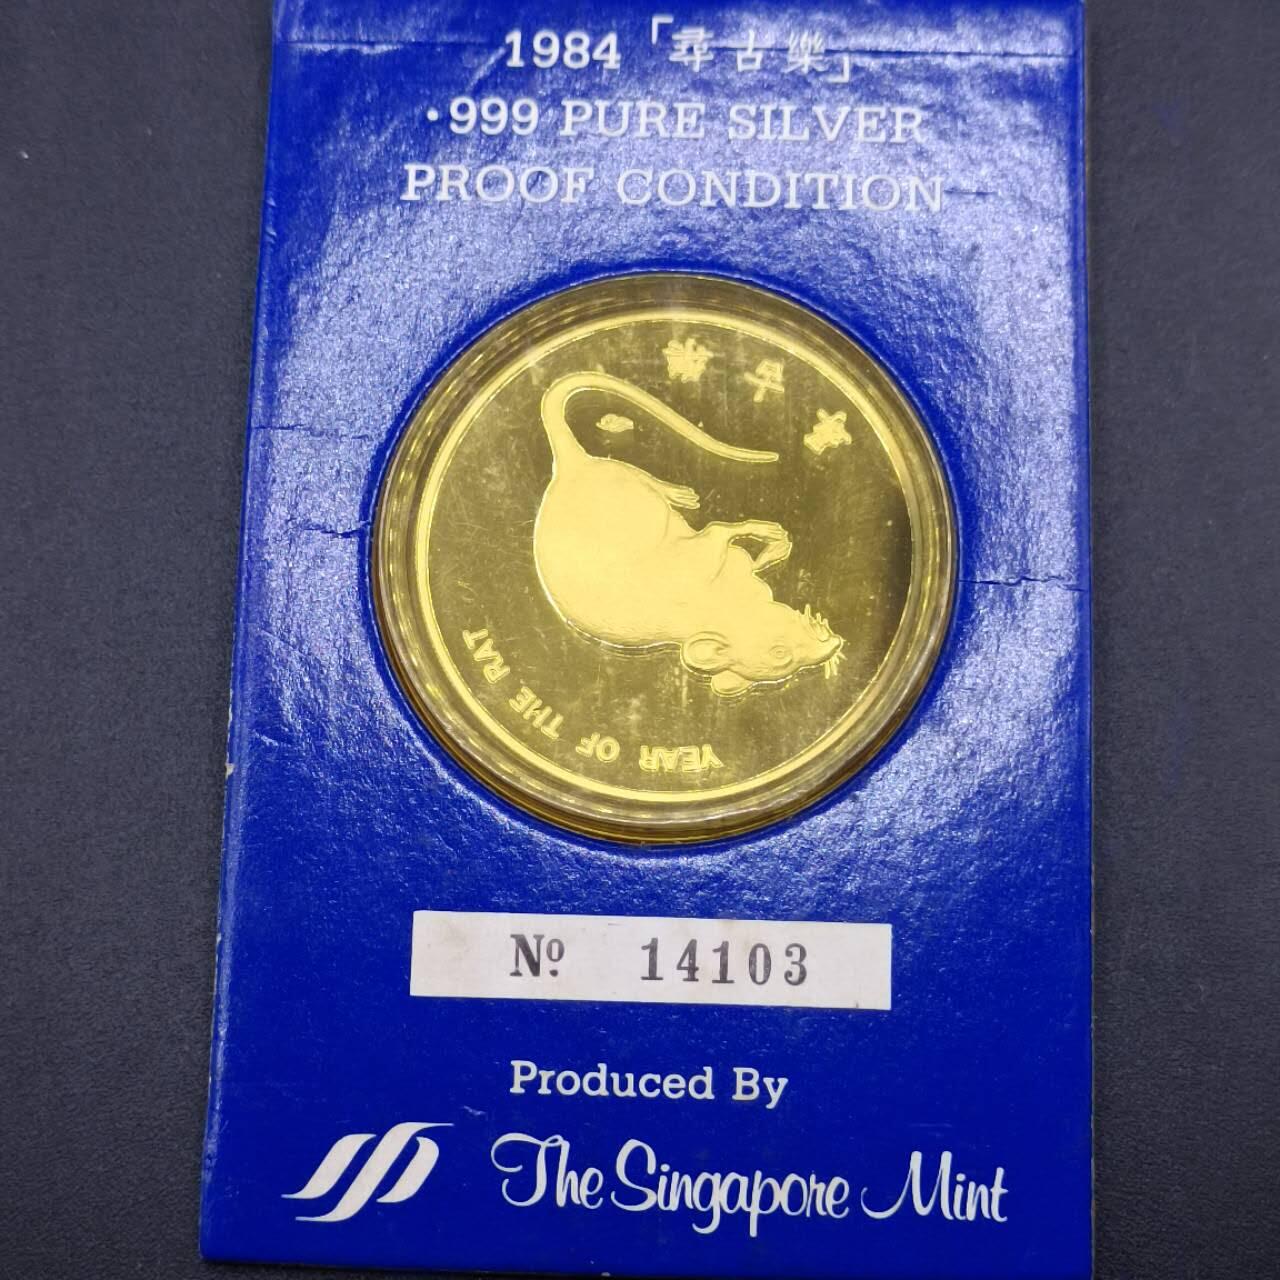 1984「尋古樂」
·999 PURE SILVER
PROOF CONDITION
YEAR OF THE RAT
Nº 14103
Produced By
The Singapore Mint